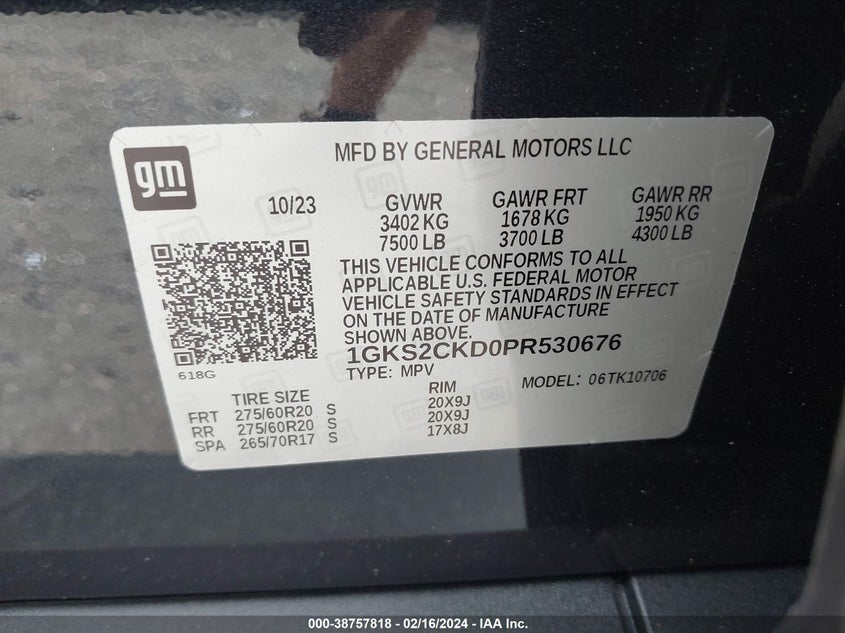 gm
MFD BY GENERAL MOTORS LLC
10/23
GVWR
3402 KG
7500 LB
GAWR FRT
1678 KG
3700 LB
GAWR RR
1950 KG
4300 LB
THIS VEHICLE CONFORMS TO ALL
APPLICABLE U.S. FEDERAL MOTOR
VEHICLE SAFETY STANDARDS IN EFFECT
ON THE DATE OF MANUFACTURE
SHOWN ABOVE.
1GKS2CKD0PR530676
TYPE: MPV
MODEL: 06TK10706
618G
TIRE SIZE RIM
FRT 275/60R20 S 20X9J
RR 275/60R20 S 20X9J
SPA 265/70R17 S 17X8J
000-38757818 - 02/16/2024 - IAA Inc.